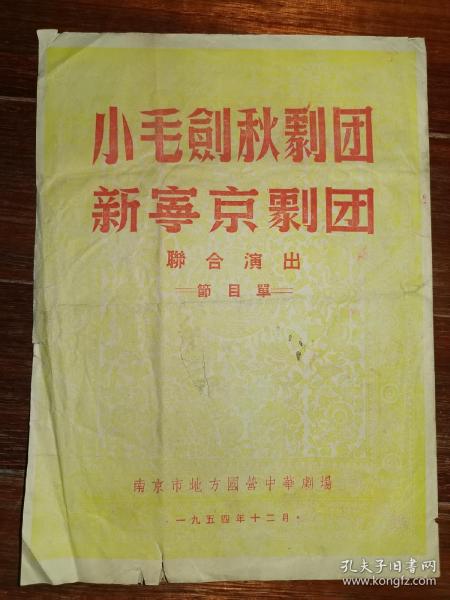 小毛劍秋劇团
新寧京劇团
聯合演出
節目單
南京市地方國营中華劇場
·一九五四年十二月·
孔夫子旧书网
www.kongfz.com